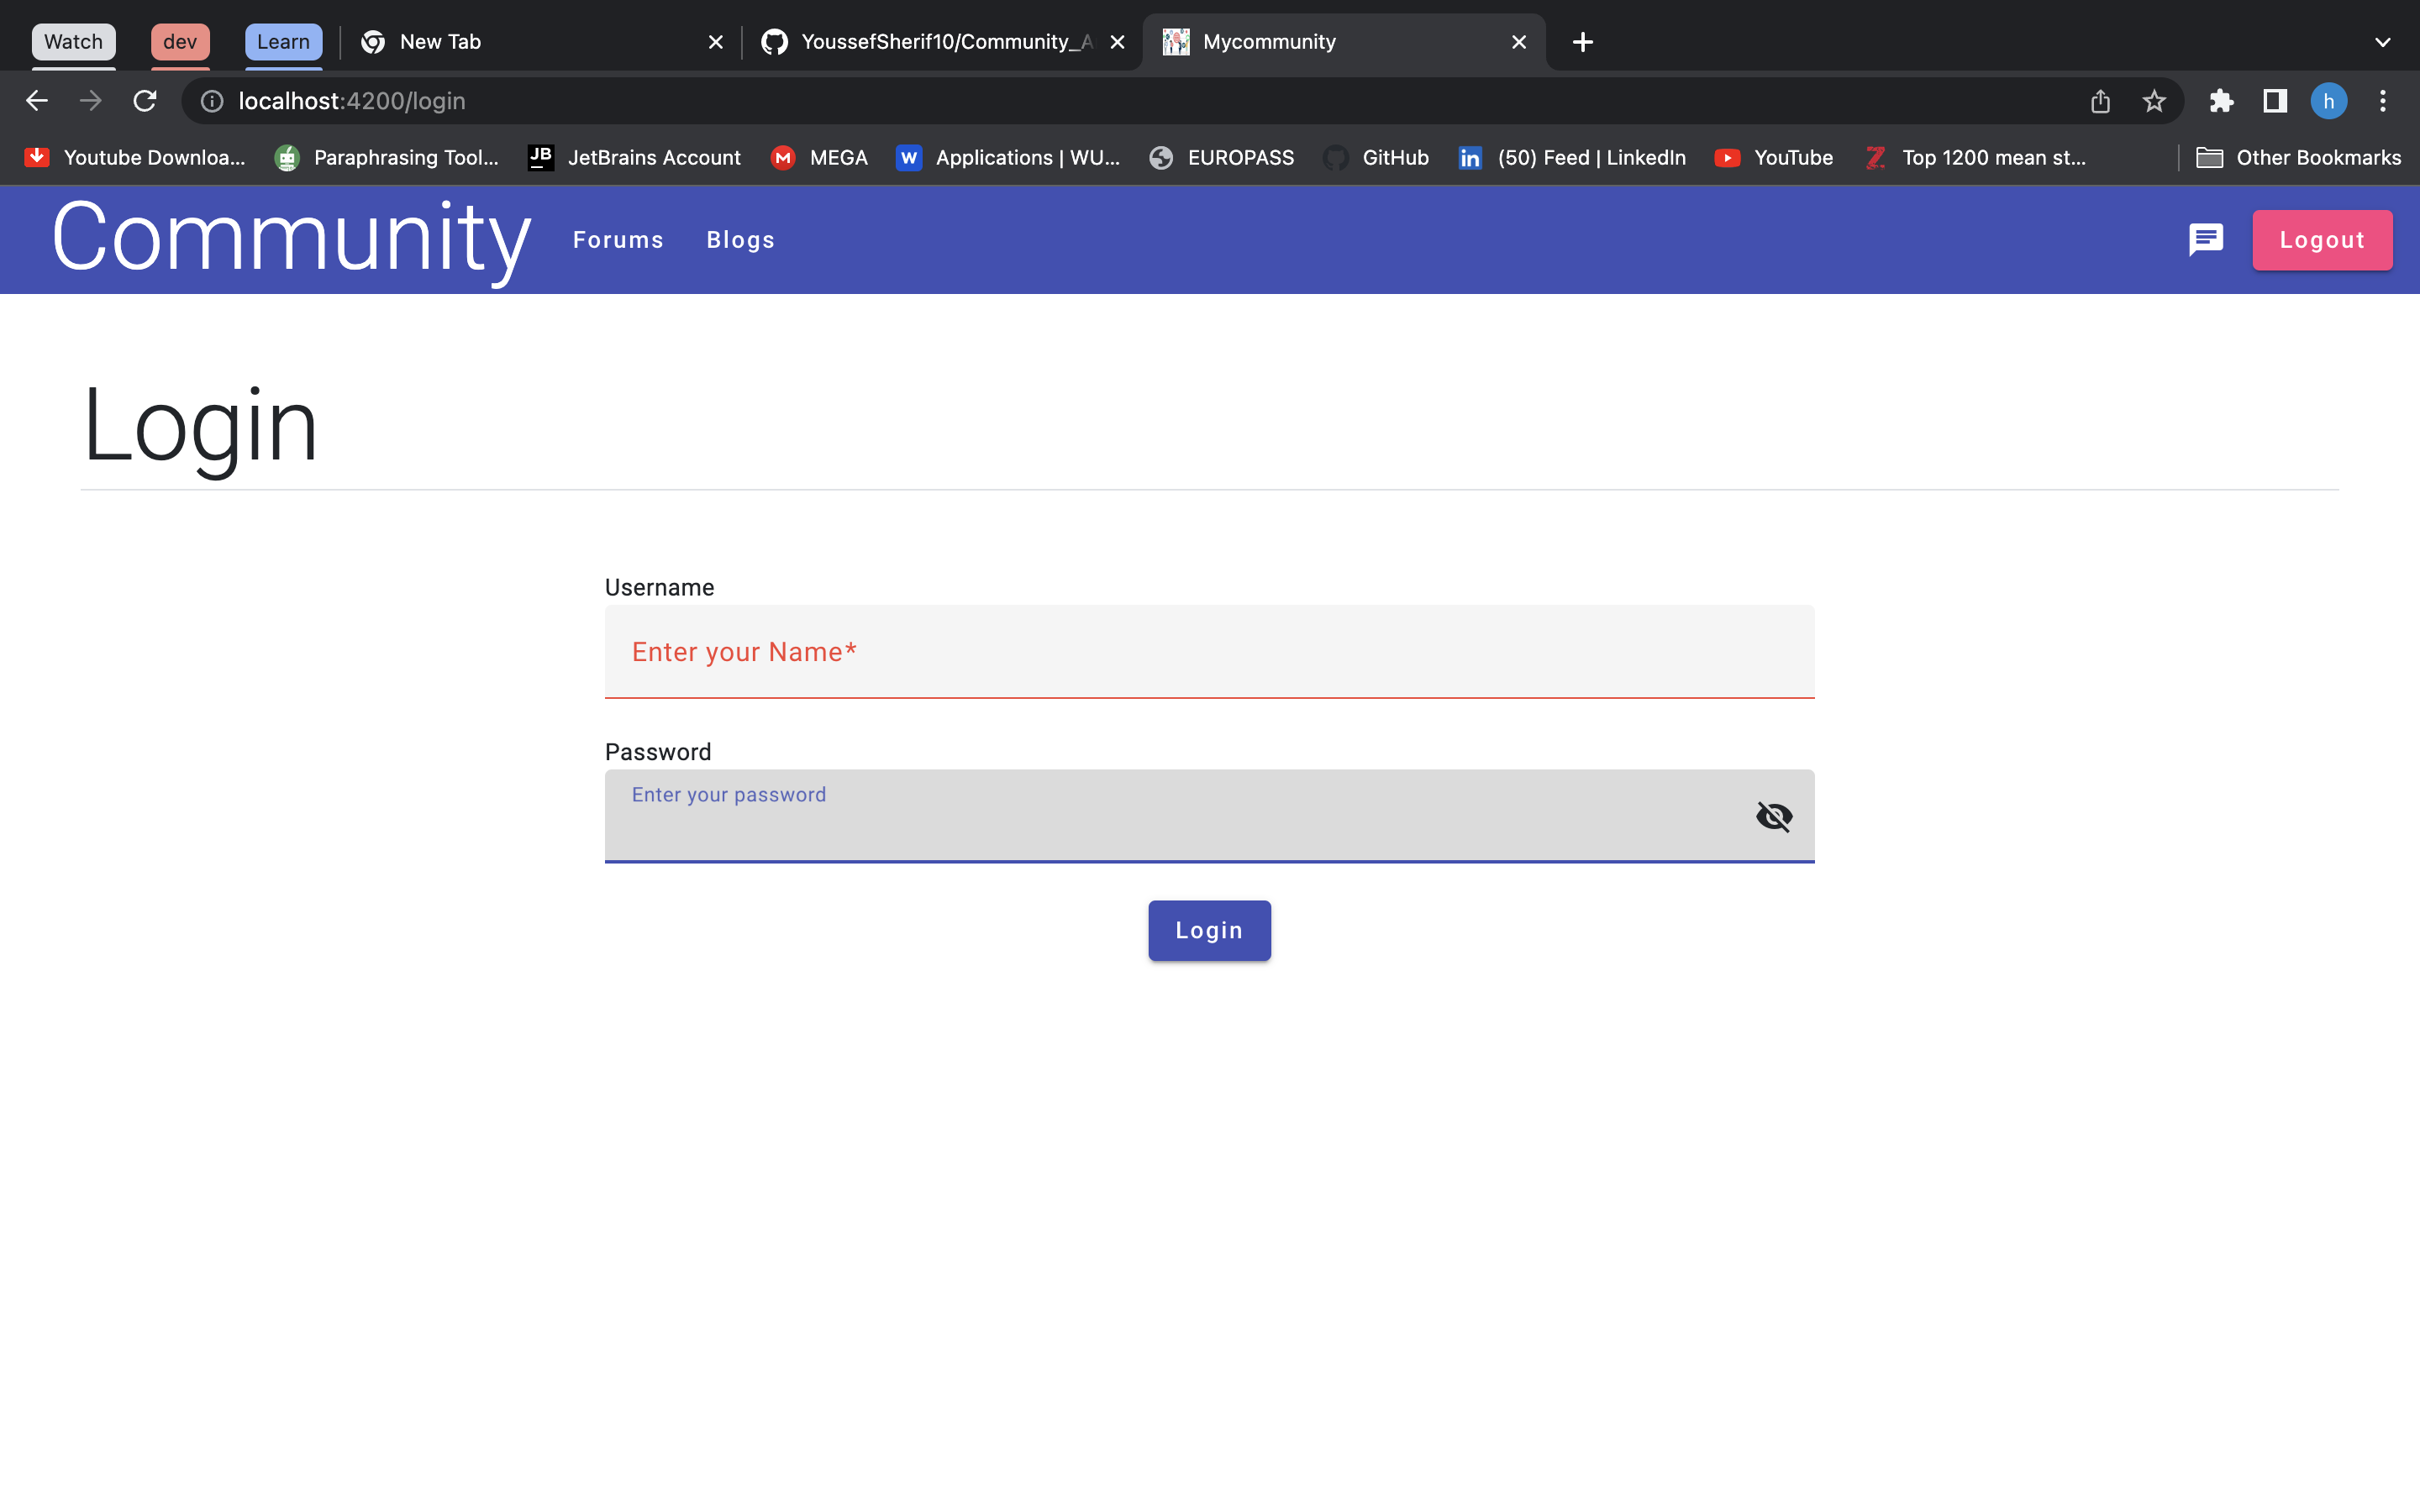 Watch dev Learn New Tab YoussefSherif10/Community_A Mycommunity
localhost:4200/login h
Youtube Downloa... Paraphrasing Tool... JB JetBrains Account M MEGA W Applications | WU... EUROPASS GitHub in (50) Feed | LinkedIn YouTube Z Top 1200 mean st... Other Bookmarks
Community Forums Blogs Logout
Login
Username
Enter your Name*
Password
Enter your password
Login